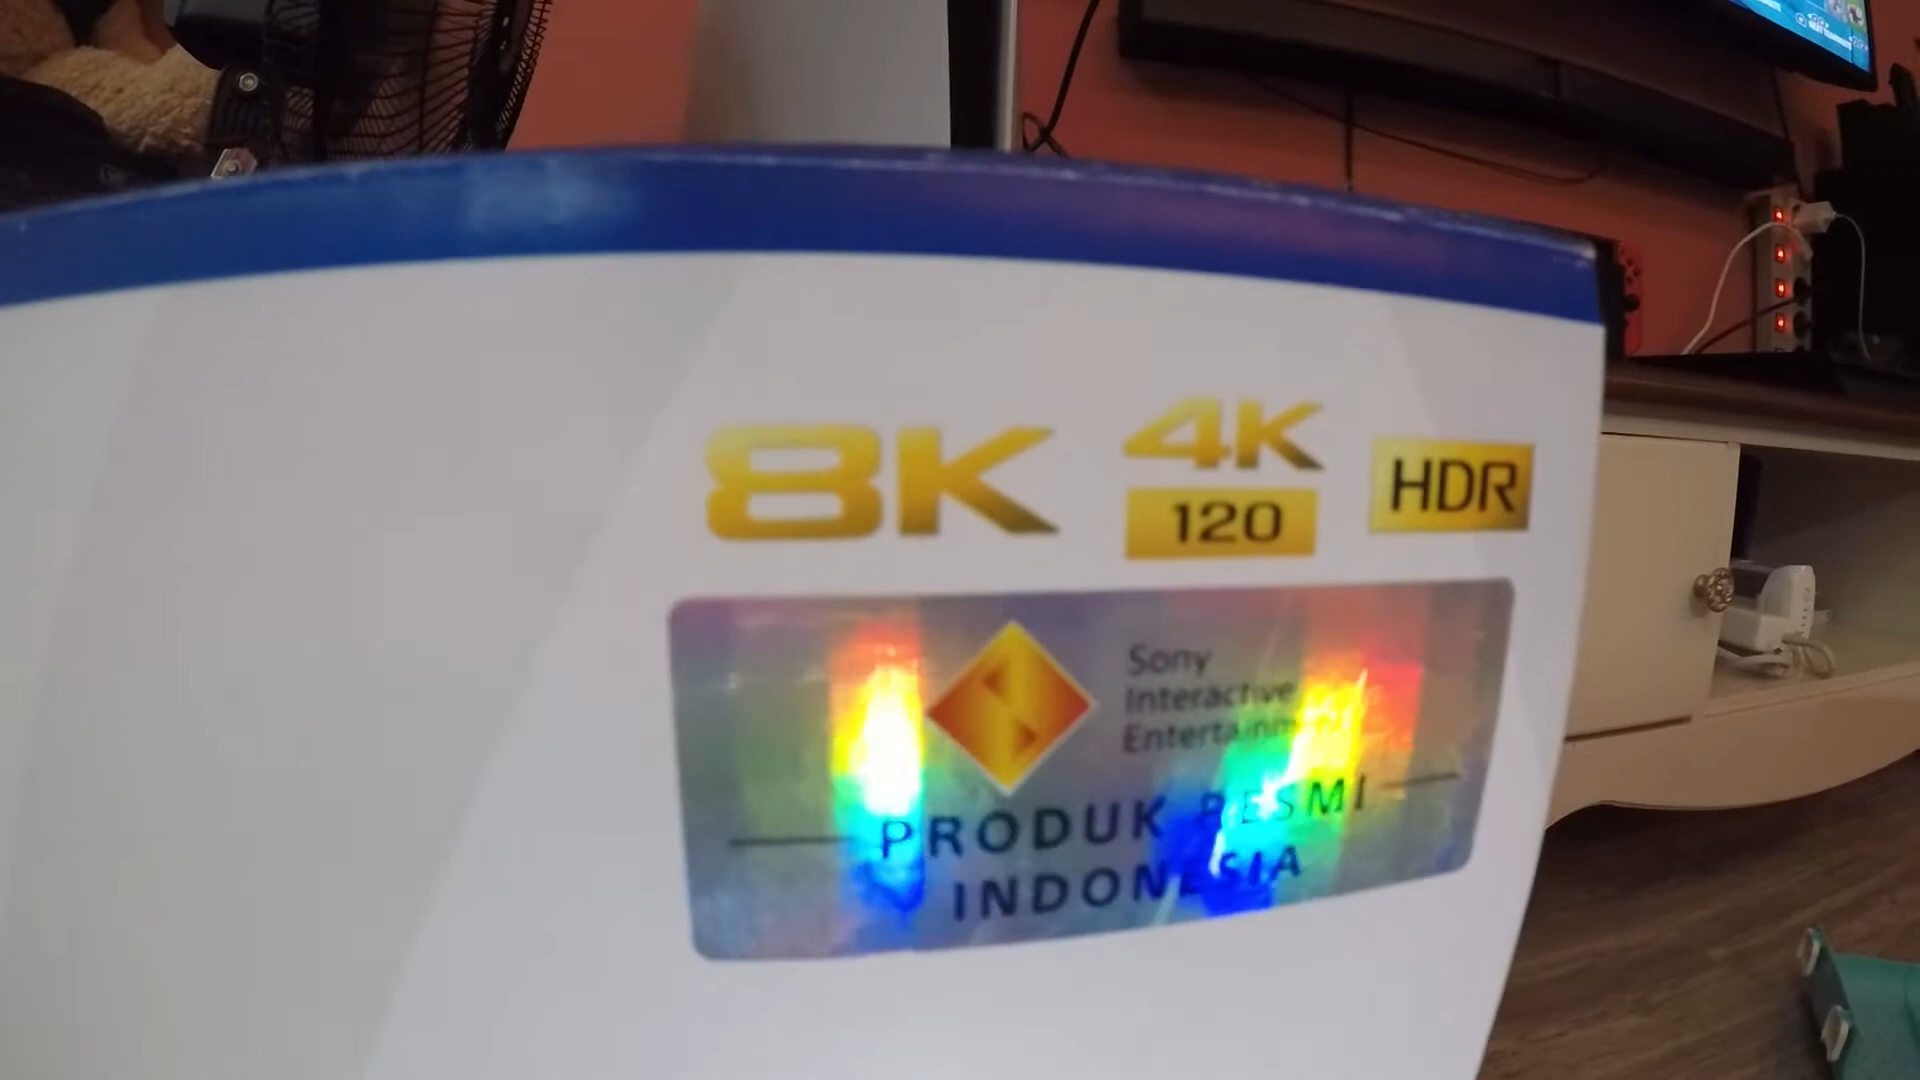 8K
4K
120
HDR
Sony
Interactive
Entertainment
PRODUK RESMI
INDONESIA